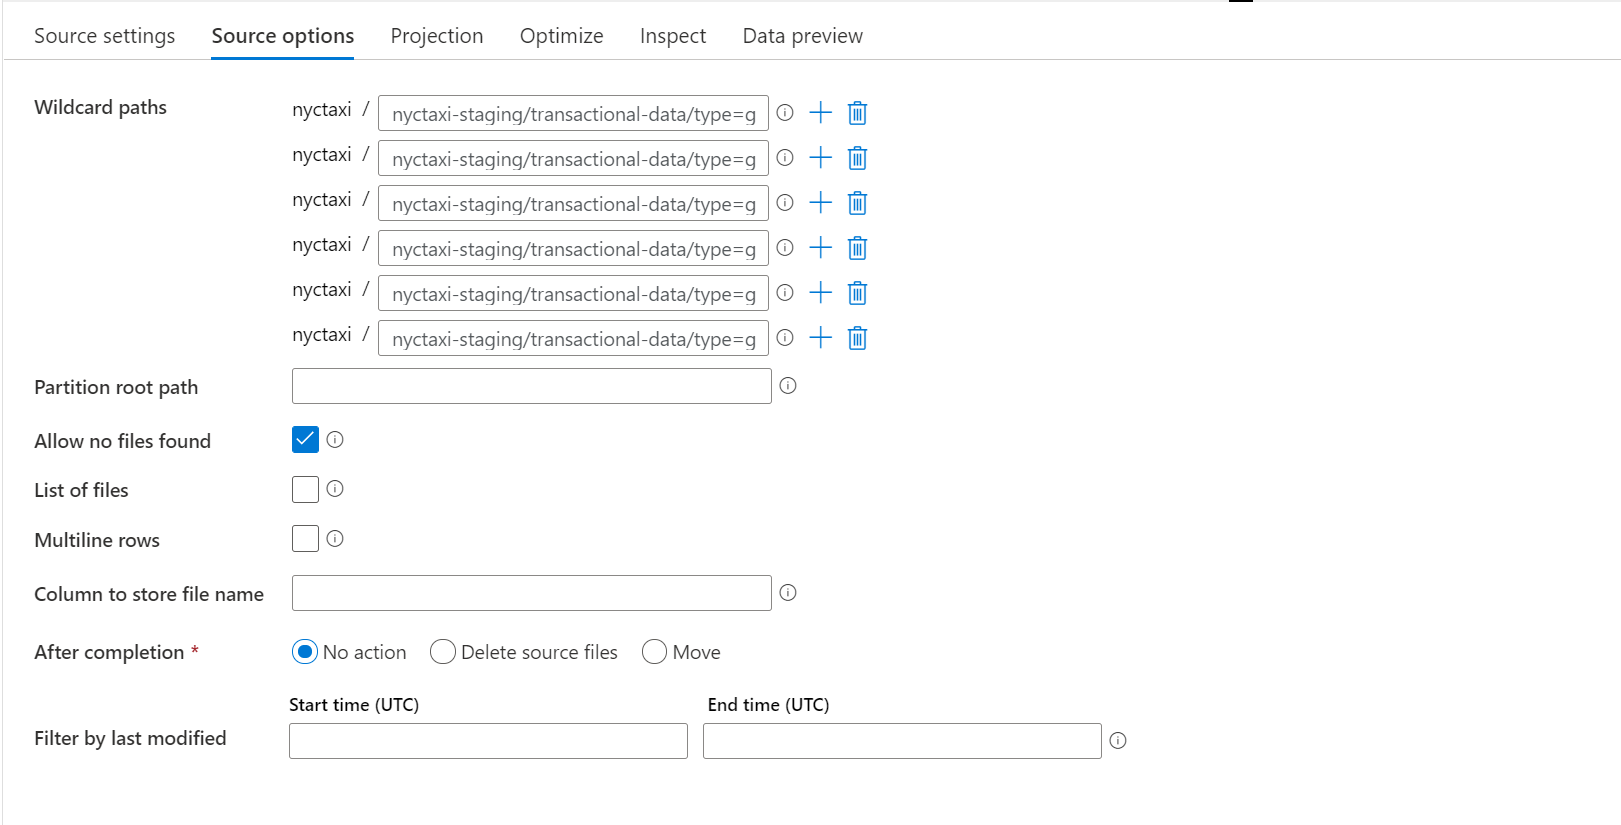 Source settings Source options Projection Optimize Inspect Data preview
Wildcard paths nyctaxi / nyctaxi-staging/transactional-data/type=g
nyctaxi / nyctaxi-staging/transactional-data/type=g
nyctaxi / nyctaxi-staging/transactional-data/type=g
nyctaxi / nyctaxi-staging/transactional-data/type=g
nyctaxi / nyctaxi-staging/transactional-data/type=g
nyctaxi / nyctaxi-staging/transactional-data/type=g
Partition root path
Allow no files found
List of files
Multiline rows
Column to store file name
After completion * No action Delete source files Move
Start time (UTC) End time (UTC)
Filter by last modified